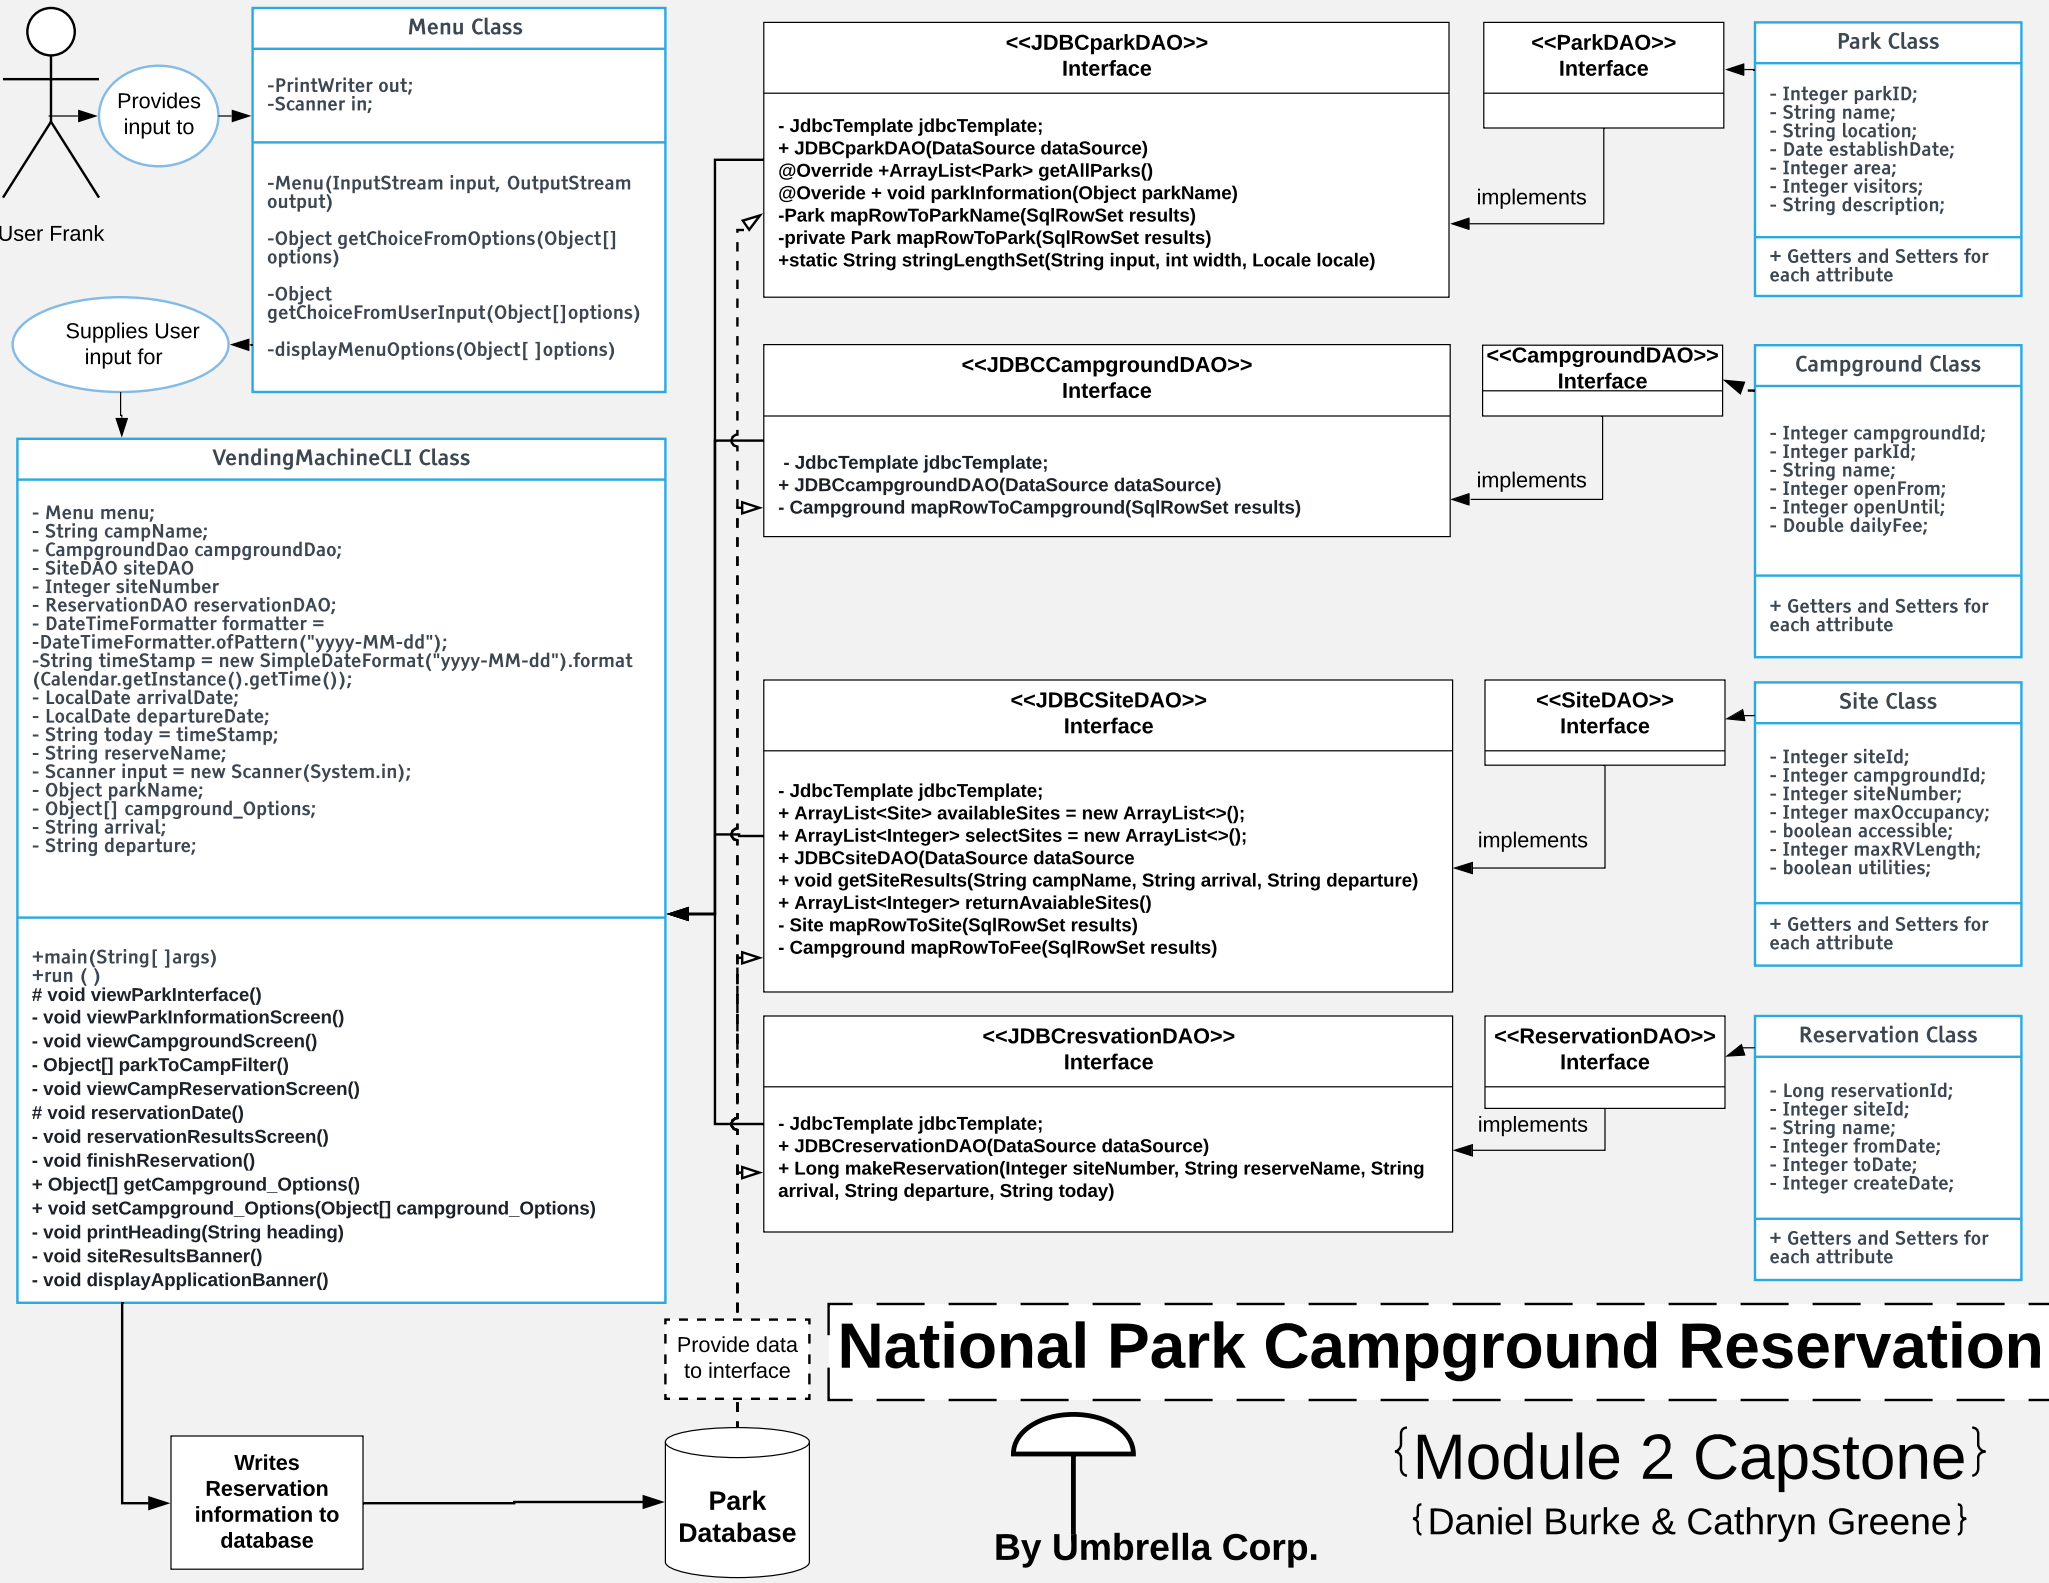 User Frank
Provides
input to
Menu Class
-PrintWriter out;
-Scanner in;
-Menu(InputStream input, OutputStream
output)
-Object getChoiceFromOptions(Object[]
options)
-Object
getChoiceFromUserInput(Object[]options)
-displayMenuOptions(Object[ ]options)
Supplies User
input for
VendingMachineCLI Class
- Menu menu;
- String campName;
- CampgroundDao campgroundDao;
- SiteDAO siteDAO
- Integer siteNumber
- ReservationDAO reservationDAO;
- DateTimeFormatter formatter =
-DateTimeFormatter.ofPattern("yyyy-MM-dd");
-String timeStamp = new SimpleDateFormat("yyyy-MM-dd").format
(Calendar.getInstance().getTime());
- LocalDate arrivalDate;
- LocalDate departureDate;
- String today = timeStamp;
- String reserveName;
- Scanner input = new Scanner(System.in);
- Object parkName;
- Object[] campground_Options;
- String arrival;
- String departure;
+main(String[ ]args)
+run ( )
# void viewParkInterface()
- void viewParkInformationScreen()
- void viewCampgroundScreen()
- Object[] parkToCampFilter()
- void viewCampReservationScreen()
# void reservationDate()
- void reservationResultsScreen()
- void finishReservation()
+ Object[] getCampground_Options()
+ void setCampground_Options(Object[] campground_Options)
- void printHeading(String heading)
- void siteResultsBanner()
- void displayApplicationBanner()
<<JDBCparkDAO>>
Interface
- JdbcTemplate jdbcTemplate;
+ JDBCparkDAO(DataSource dataSource)
@Override +ArrayList<Park> getAllParks()
@Overide + void parkInformation(Object parkName)
-Park mapRowToParkName(SqlRowSet results)
-private Park mapRowToPark(SqlRowSet results)
+static String stringLengthSet(String input, int width, Locale locale)
implements
<<ParkDAO>>
Interface
Park Class
- Integer parkID;
- String name;
- String location;
- Date establishDate;
- Integer area;
- Integer visitors;
- String description;
+ Getters and Setters for
each attribute
<<JDBCCampgroundDAO>>
Interface
- JdbcTemplate jdbcTemplate;
+ JDBCcampgroundDAO(DataSource dataSource)
- Campground mapRowToCampground(SqlRowSet results)
implements
<<CampgroundDAO>>
Interface
Campground Class
- Integer campgroundId;
- Integer parkId;
- String name;
- Integer openFrom;
- Integer openUntil;
- Double dailyFee;
+ Getters and Setters for
each attribute
<<JDBCSiteDAO>>
Interface
- JdbcTemplate jdbcTemplate;
+ ArrayList<Site> availableSites = new ArrayList<>();
+ ArrayList<Integer> selectSites = new ArrayList<>();
+ JDBCsiteDAO(DataSource dataSource
+ void getSiteResults(String campName, String arrival, String departure)
+ ArrayList<Integer> returnAvaiableSites()
- Site mapRowToSite(SqlRowSet results)
- Campground mapRowToFee(SqlRowSet results)
implements
<<SiteDAO>>
Interface
Site Class
- Integer siteId;
- Integer campgroundId;
- Integer siteNumber;
- Integer maxOccupancy;
- boolean accessible;
- Integer maxRVLength;
- boolean utilities;
+ Getters and Setters for
each attribute
<<JDBCresvationDAO>>
Interface
- JdbcTemplate jdbcTemplate;
+ JDBCreservationDAO(DataSource dataSource)
+ Long makeReservation(Integer siteNumber, String reserveName, String
arrival, String departure, String today)
implements
<<ReservationDAO>>
Interface
Reservation Class
- Long reservationId;
- Integer siteId;
- String name;
- Integer fromDate;
- Integer toDate;
- Integer createDate;
+ Getters and Setters for
each attribute
Writes
Reservation
information to
database
Provide data
to interface
Park
Database
National Park Campground Reservation
By Umbrella Corp.
{Module 2 Capstone}
{Daniel Burke & Cathryn Greene}